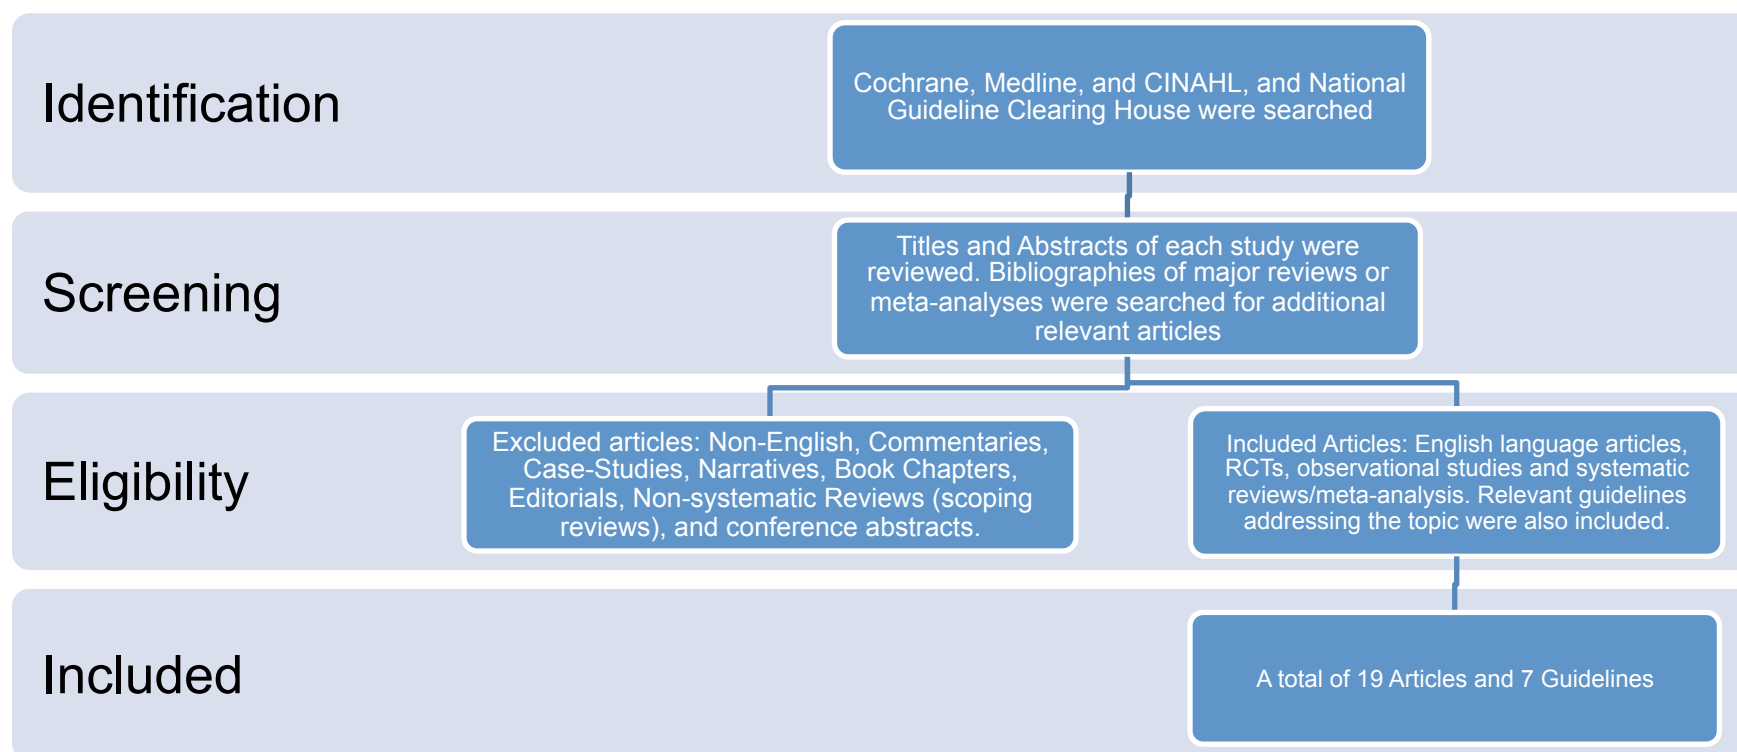 Identification
Cochrane, Medline, and CINAHL, and National
Guideline Clearing House were searched
Screening
Titles and Abstracts of each study were
reviewed. Bibliographies of major reviews or
meta-analyses were searched for additional
relevant articles
Eligibility
Excluded articles: Non-English, Commentaries,
Case-Studies, Narratives, Book Chapters,
Editorials, Non-systematic Reviews (scoping
reviews), and conference abstracts.
Included Articles: English language articles,
RCTs, observational studies and systematic
reviews/meta-analysis. Relevant guidelines
addressing the topic were also included.
Included
A total of 19 Articles and 7 Guidelines